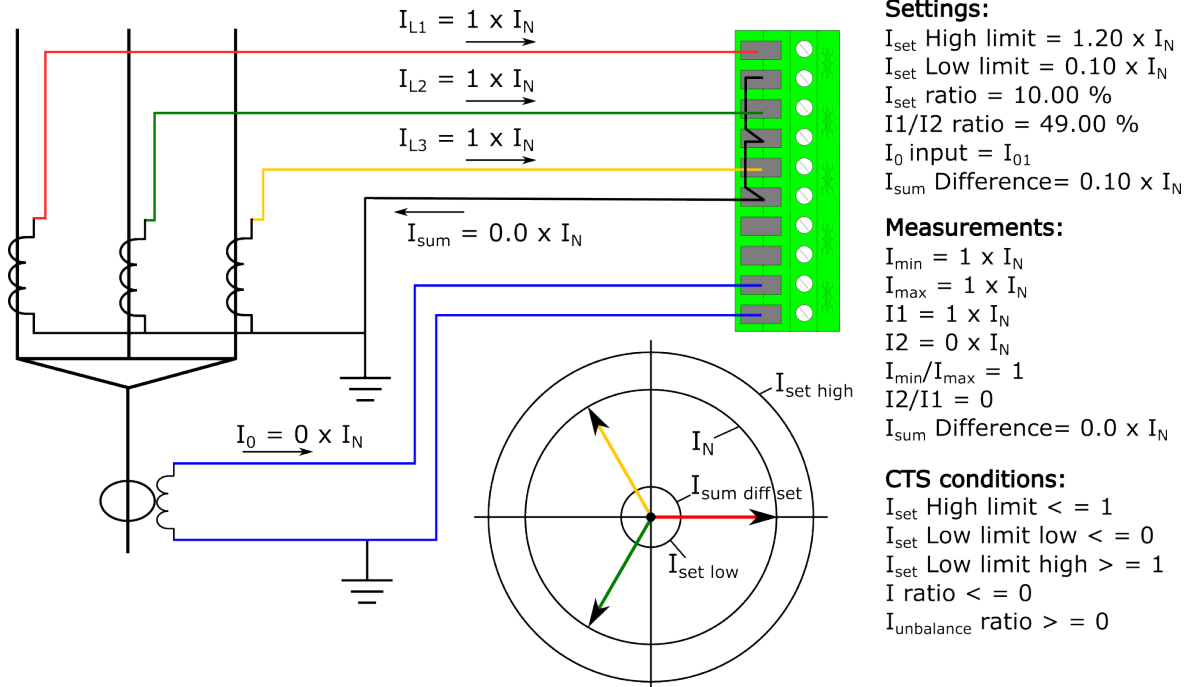 I_L1 = 1 x I_N
I_L2 = 1 x I_N
I_L3 = 1 x I_N
I_sum = 0.0 x I_N
I_0 = 0 x I_N
I_set high
I_N
I_sum diff set
I_set low
Settings:
I_set High limit = 1.20 x I_N
I_set Low limit = 0.10 x I_N
I_set ratio = 10.00 %
I1/I2 ratio = 49.00 %
I_0 input = I_01
I_sum Difference= 0.10 x I_N
Measurements:
I_min = 1 x I_N
I_max = 1 x I_N
I1 = 1 x I_N
I2 = 0 x I_N
I_min/I_max = 1
I2/I1 = 0
I_sum Difference= 0.0 x I_N
CTS conditions:
I_set High limit < = 1
I_set Low limit low < = 0
I_set Low limit high > = 1
I ratio < = 0
I_unbalance ratio > = 0